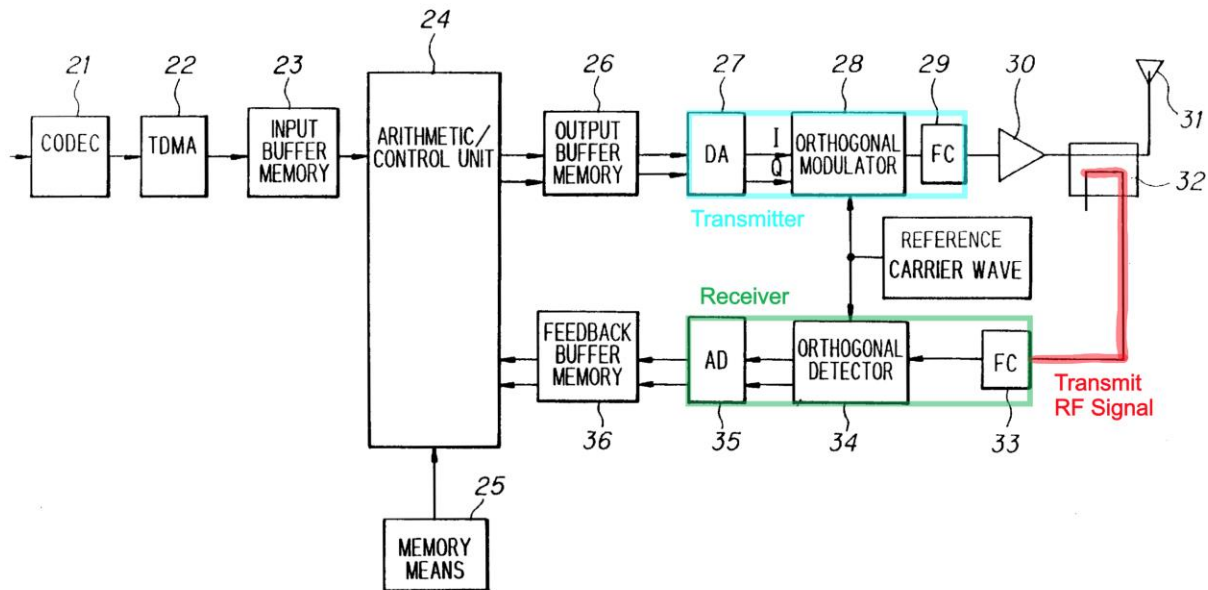 24
21
22
23
26
27
28
29
30
31
CODEC
TDMA
INPUT
BUFFER
MEMORY
ARITHMETIC/
CONTROL UNIT
OUTPUT
BUFFER
MEMORY
DA
I
Q
ORTHOGONAL
MODULATOR
FC
32
Transmitter
REFERENCE
CARRIER WAVE
Receiver
FEEDBACK
BUFFER
MEMORY
AD
ORTHOGONAL
DETECTOR
FC
Transmit
RF Signal
36
35
34
33
25
MEMORY
MEANS